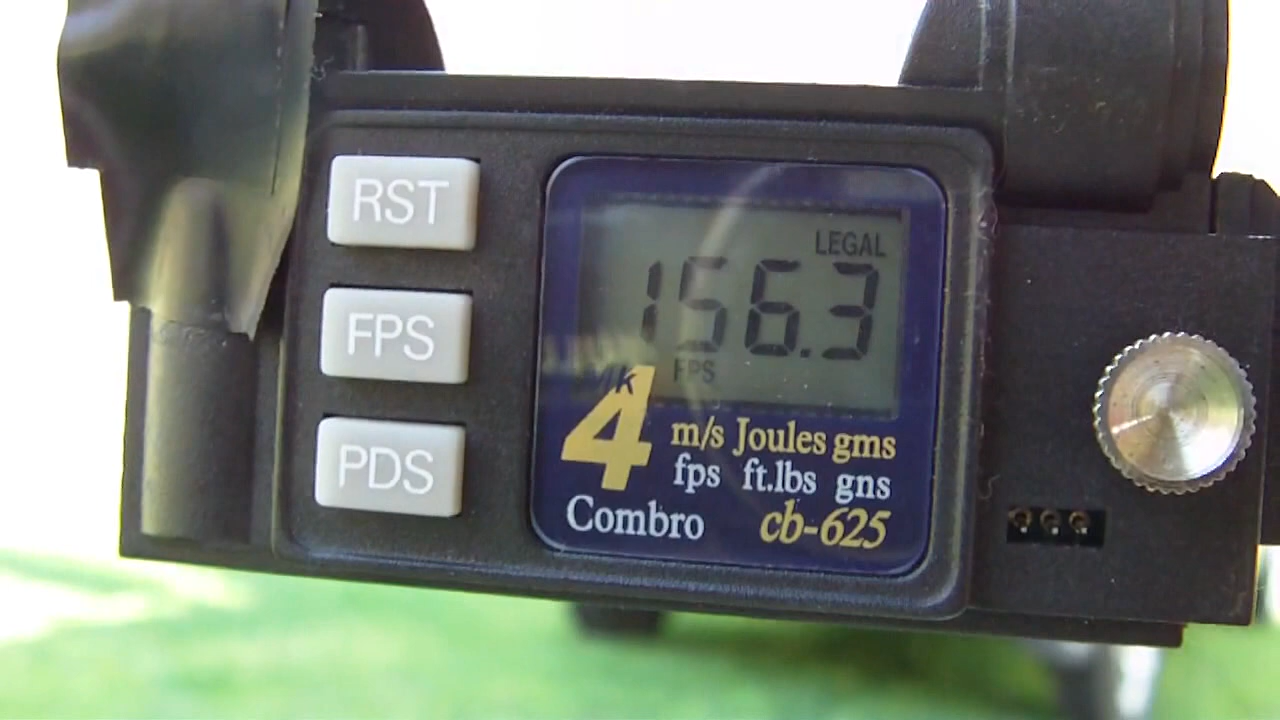 RST
FPS
PDS
LEGAL
156.3
FPS
Mk
4
m/s Joules gms
fps ft.lbs gns
Combro cb-625